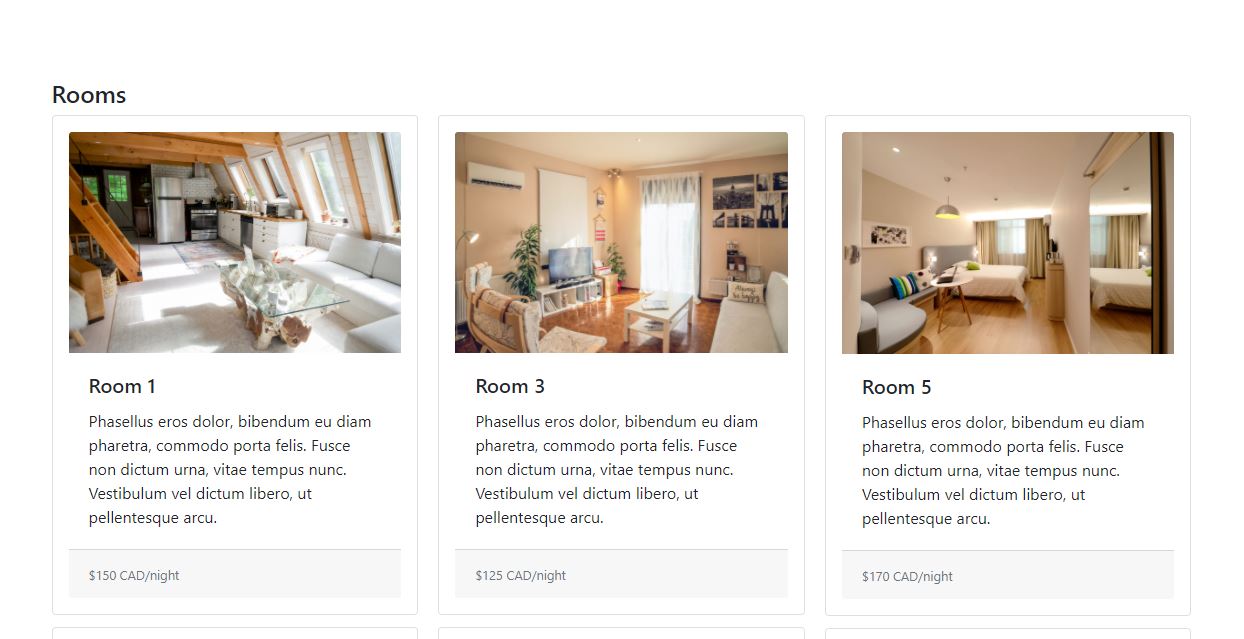 Rooms
Room 1
Phasellus eros dolor, bibendum eu diam
pharetra, commodo porta felis. Fusce
non dictum urna, vitae tempus nunc.
Vestibulum vel dictum libero, ut
pellentesque arcu.
$150 CAD/night
Always
be happy
Room 3
Phasellus eros dolor, bibendum eu diam
pharetra, commodo porta felis. Fusce
non dictum urna, vitae tempus nunc.
Vestibulum vel dictum libero, ut
pellentesque arcu.
$125 CAD/night
Room 5
Phasellus eros dolor, bibendum eu diam
pharetra, commodo porta felis. Fusce
non dictum urna, vitae tempus nunc.
Vestibulum vel dictum libero, ut
pellentesque arcu.
$170 CAD/night